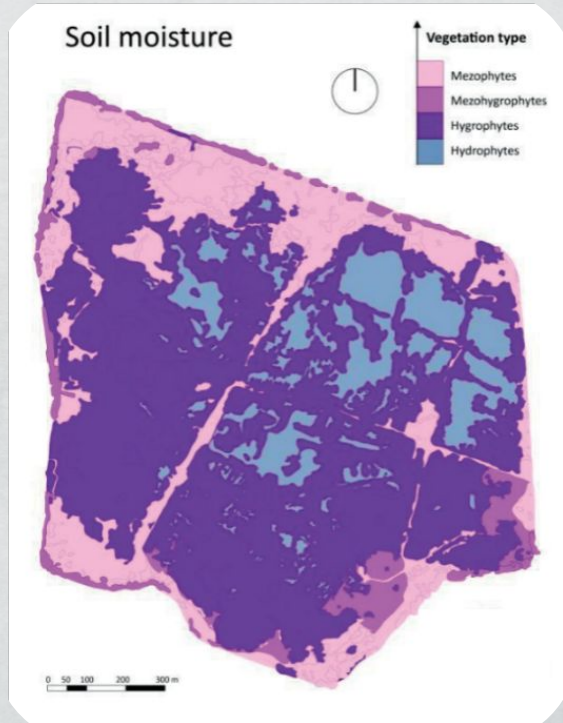 Soil moisture
Vegetation type
Mezophytes
Mezohygrophytes
Hygrophytes
Hydrophytes
0 50 100 200 300 m